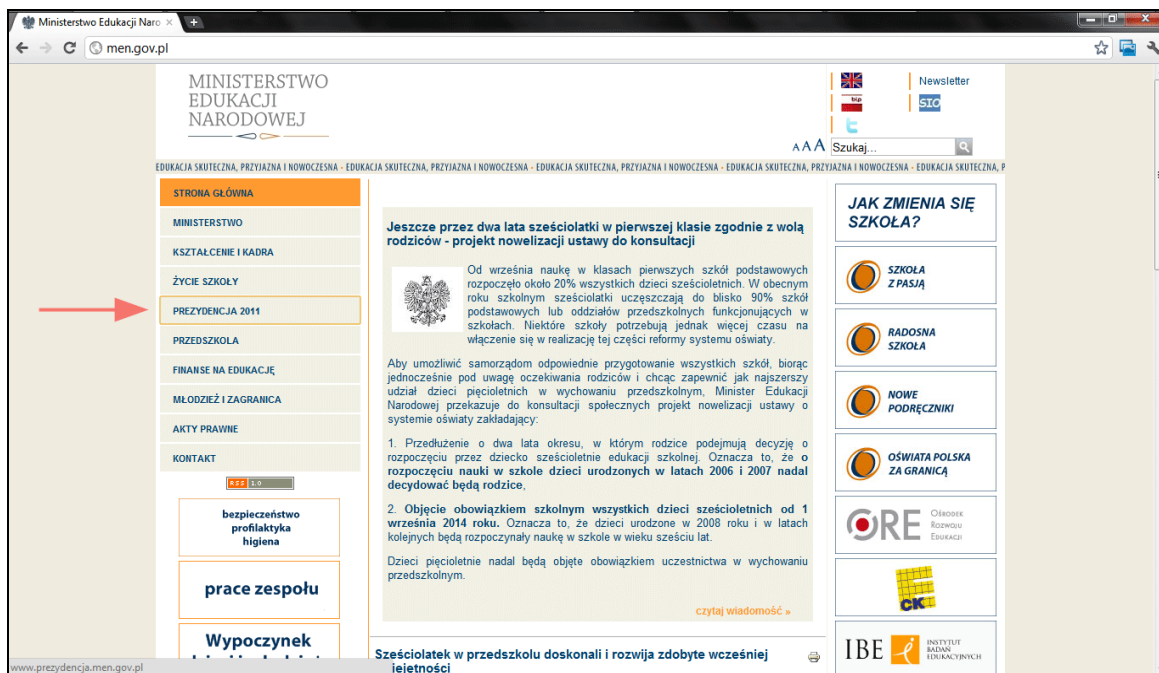 Ministerstwo Edukacji Naro
men.gov.pl
MINISTERSTWO
EDUKACJI
NARODOWEJ
Newsletter
bip
SIO
A A A
Szukaj...
EDUKACJA SKUTECZNA, PRZYJAZNA I NOWOCZESNA - EDUKACJA SKUTECZNA, PRZYJAZNA I NOWOCZESNA - EDUKACJA SKUTECZNA, PRZYJAZNA I NOWOCZESNA - EDUKACJA SKUTECZNA, PRZYJAZNA I NOWOCZESNA - EDUKACJA SKUTECZNA, P
STRONA GŁÓWNA
MINISTERSTWO
KSZTAŁCENIE I KADRA
ŻYCIE SZKOŁY
PREZYDENCJA 2011
PRZEDSZKOLA
FINANSE NA EDUKACJĘ
MŁODZIEŻ I ZAGRANICA
AKTY PRAWNE
KONTAKT
RSS 1.0
bezpieczeństwo
profilaktyka
higiena
prace zespołu
Wypoczynek
www.prezydencja.men.gov.pl
Jeszcze przez dwa lata sześciolatki w pierwszej klasie zgodnie z wolą
rodziców - projekt nowelizacji ustawy do konsultacji
Od września naukę w klasach pierwszych szkół podstawowych
rozpoczęło około 20% wszystkich dzieci sześcioletnich. W obecnym
roku szkolnym sześciolatki uczęszczają do blisko 90% szkół
podstawowych lub oddziałów przedszkolnych funkcjonujących w
szkołach. Niektóre szkoły potrzebują jednak więcej czasu na
włączenie się w realizację tej części reformy systemu oświaty.
Aby umożliwić samorządom odpowiednie przygotowanie wszystkich szkół, biorąc
jednocześnie pod uwagę oczekiwania rodziców i chcąc zapewnić jak najszerszy
udział dzieci pięcioletnich w wychowaniu przedszkolnym, Minister Edukacji
Narodowej przekazuje do konsultacji społecznych projekt nowelizacji ustawy o
systemie oświaty zakładający:
1. Przedłużenie o dwa lata okresu, w którym rodzice podejmują decyzję o
rozpoczęciu przez dziecko sześcioletnie edukacji szkolnej. Oznacza to, że o
rozpoczęciu nauki w szkole dzieci urodzonych w latach 2006 i 2007 nadal
decydować będą rodzice,
2. Objęcie obowiązkiem szkolnym wszystkich dzieci sześcioletnich od 1
września 2014 roku. Oznacza to, że dzieci urodzone w 2008 roku i w latach
kolejnych będą rozpoczynały naukę w szkole w wieku sześciu lat.
Dzieci pięcioletnie nadal będą objęte obowiązkiem uczestnictwa w wychowaniu
przedszkolnym.
czytaj wiadomość »
Sześciolatek w przedszkolu doskonali i rozwija zdobyte wcześniej
iejętności
JAK ZMIENIA SIĘ
SZKOŁA?
SZKOŁA
Z PASJĄ
RADOSNA
SZKOŁA
NOWE
PODRĘCZNIKI
OŚWIATA POLSKA
ZA GRANICĄ
ORE
OŚRODEK
ROZWOJU
EDUKACJI
CKE
IBE
INSTYTUT
BADAŃ
EDUKACYJNYCH